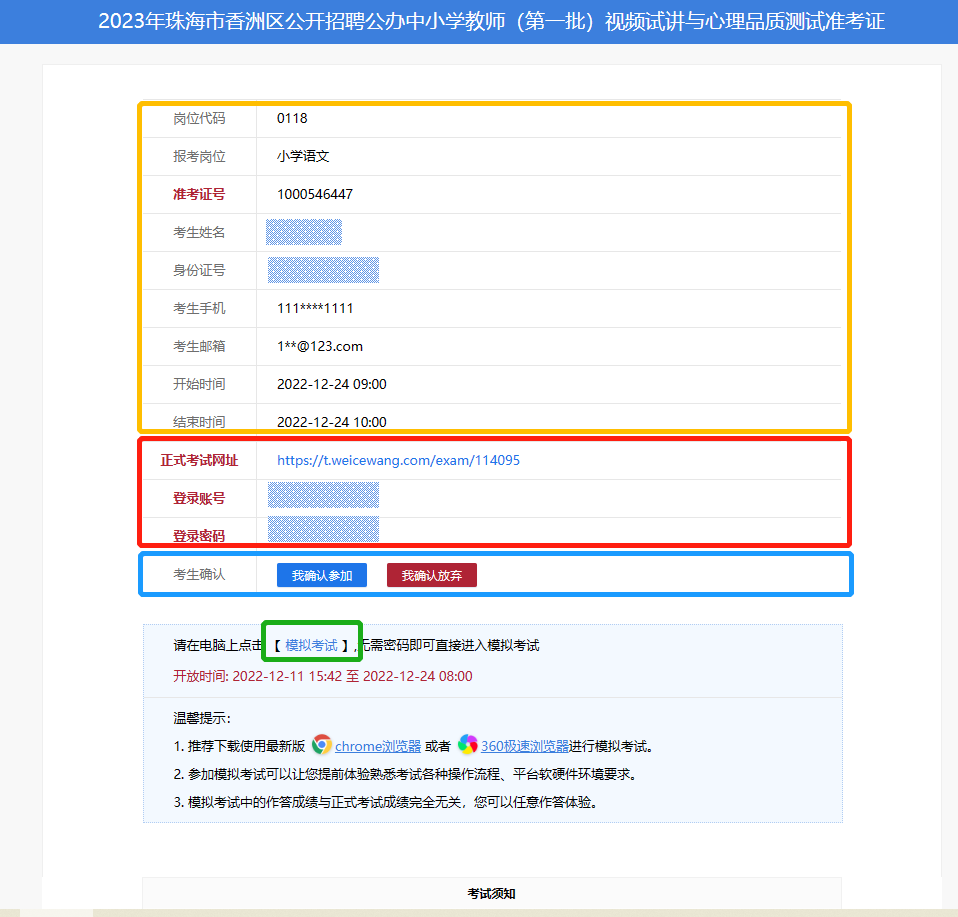 2023年珠海市香洲区公开招聘公办中小学教师（第一批）视频试讲与心理品质测试准考证
岗位代码 0118
报考岗位 小学语文
准考证号 1000546447
考生姓名
身份证号
考生手机 111****1111
考生邮箱 1**@123.com
开始时间 2022-12-24 09:00
结束时间 2022-12-24 10:00
正式考试网址 https://t.weicewang.com/exam/114095
登录账号
登录密码
考生确认 我确认参加 我确认放弃
请在电脑上点击【 模拟考试 】,无需密码即可直接进入模拟考试
开放时间: 2022-12-11 15:42 至 2022-12-24 08:00
温馨提示:
1. 推荐下载使用最新版 chrome浏览器 或者 360极速浏览器进行模拟考试。
2. 参加模拟考试可以让您提前体验熟悉考试各种操作流程、平台软硬件环境要求。
3. 模拟考试中的作答成绩与正式考试成绩完全无关，您可以任意作答体验。
考试须知